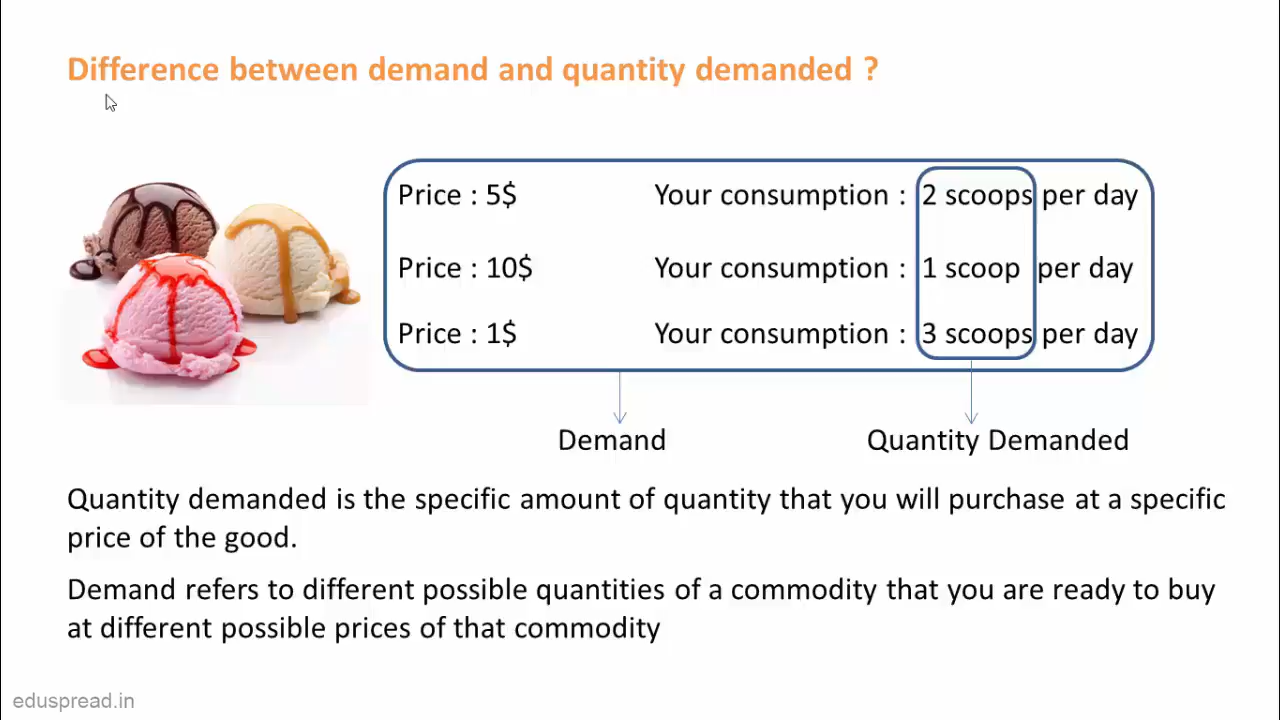 Difference between demand and quantity demanded ?
Price : 5$ Your consumption : 2 scoops per day
Price : 10$ Your consumption : 1 scoop per day
Price : 1$ Your consumption : 3 scoops per day
Demand Quantity Demanded
Quantity demanded is the specific amount of quantity that you will purchase at a specific
price of the good.
Demand refers to different possible quantities of a commodity that you are ready to buy
at different possible prices of that commodity
eduspread.in